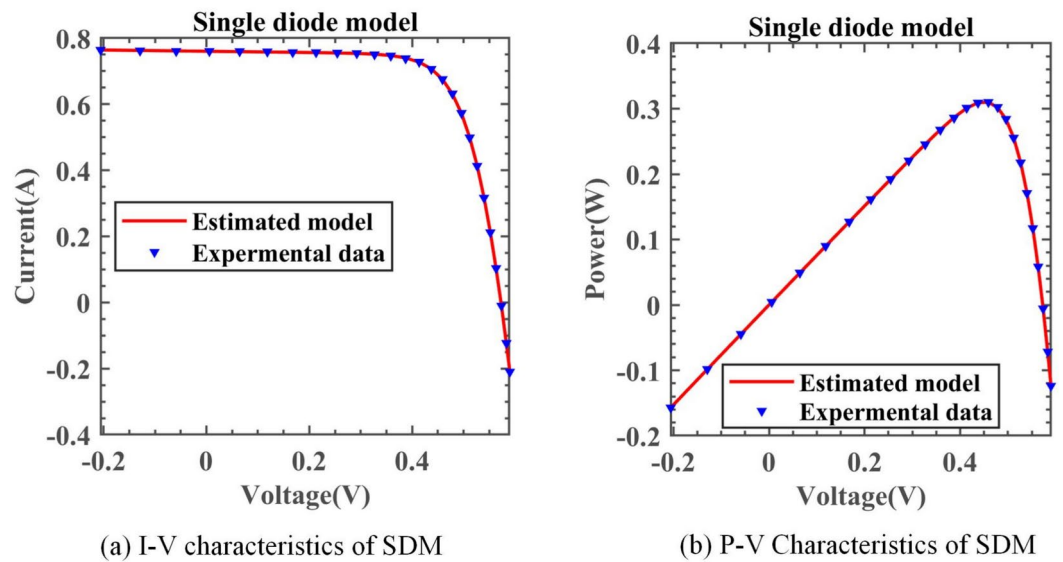 Single diode model
0.8
0.6
0.4
0.2
0
-0.2
-0.4
Current(A)
Estimated model
Expermental data
-0.2 0 0.2 0.4
Voltage(V)
(a) I-V characteristics of SDM
Single diode model
0.4
0.3
0.2
0.1
0
-0.1
-0.2
Power(W)
Estimated model
Expermental data
-0.2 0 0.2 0.4
Voltage(V)
(b) P-V Characteristics of SDM